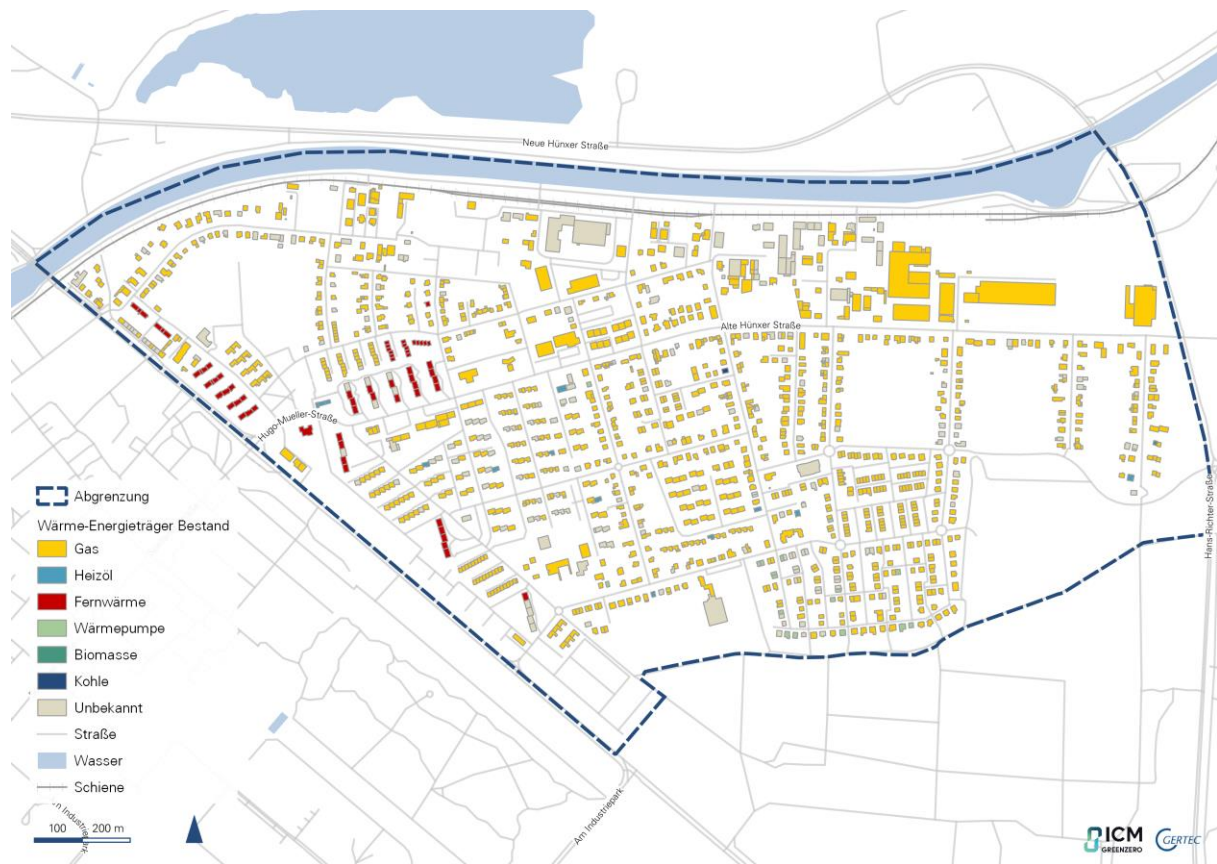 Neue Hünxer Straße
Alte Hünxer Straße
Hugo-Mueller-Straße
Hans-Richter-Straße
Abgrenzung
Wärme-Energieträger Bestand
Gas
Heizöl
Fernwärme
Wärmepumpe
Biomasse
Kohle
Unbekannt
Straße
Wasser
Schiene
Am Industriepark
100 200 m
ICM
GREENZERO
GERTEC